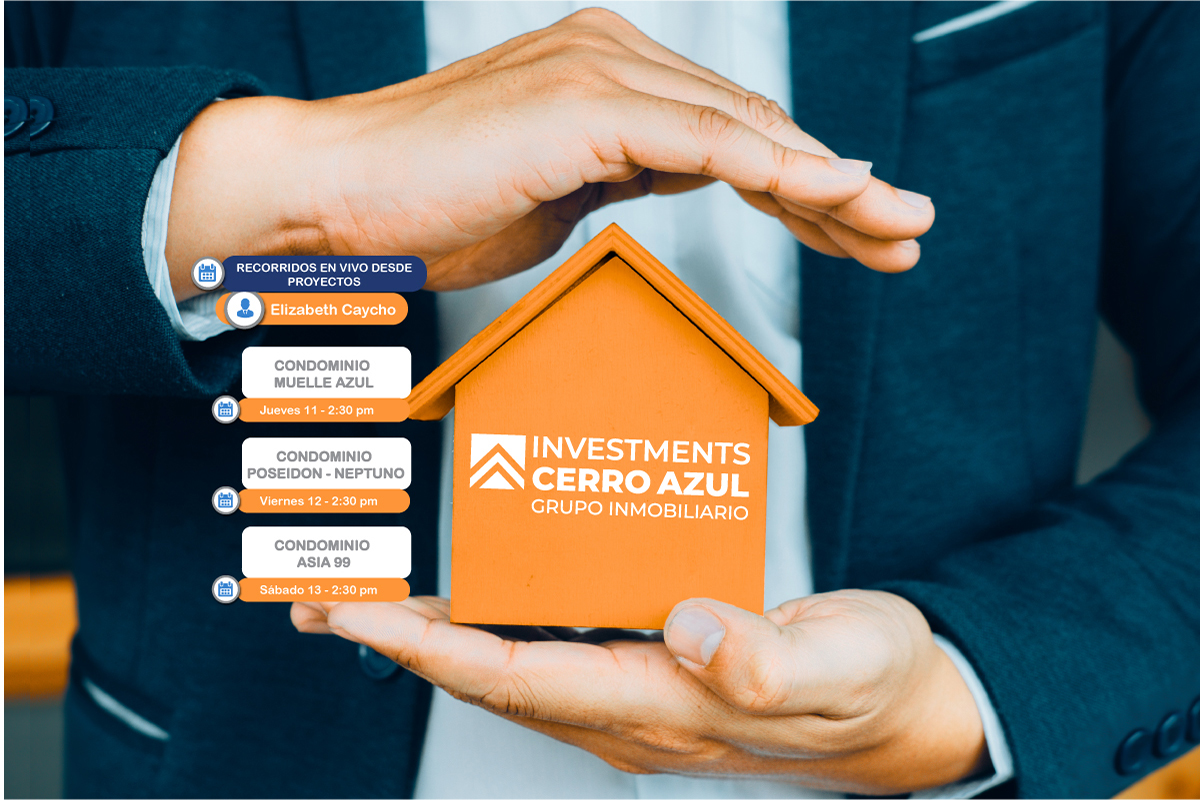 RECORRIDOS EN VIVO DESDE
PROYECTOS
Elizabeth Caycho
CONDOMINIO
MUELLE AZUL
Jueves 11 - 2:30 pm
CONDOMINIO
POSEIDON - NEPTUNO
Viernes 12 - 2:30 pm
CONDOMINIO
ASIA 99
Sábado 13 - 2:30 pm
INVESTMENTS
CERRO AZUL
GRUPO INMOBILIARIO